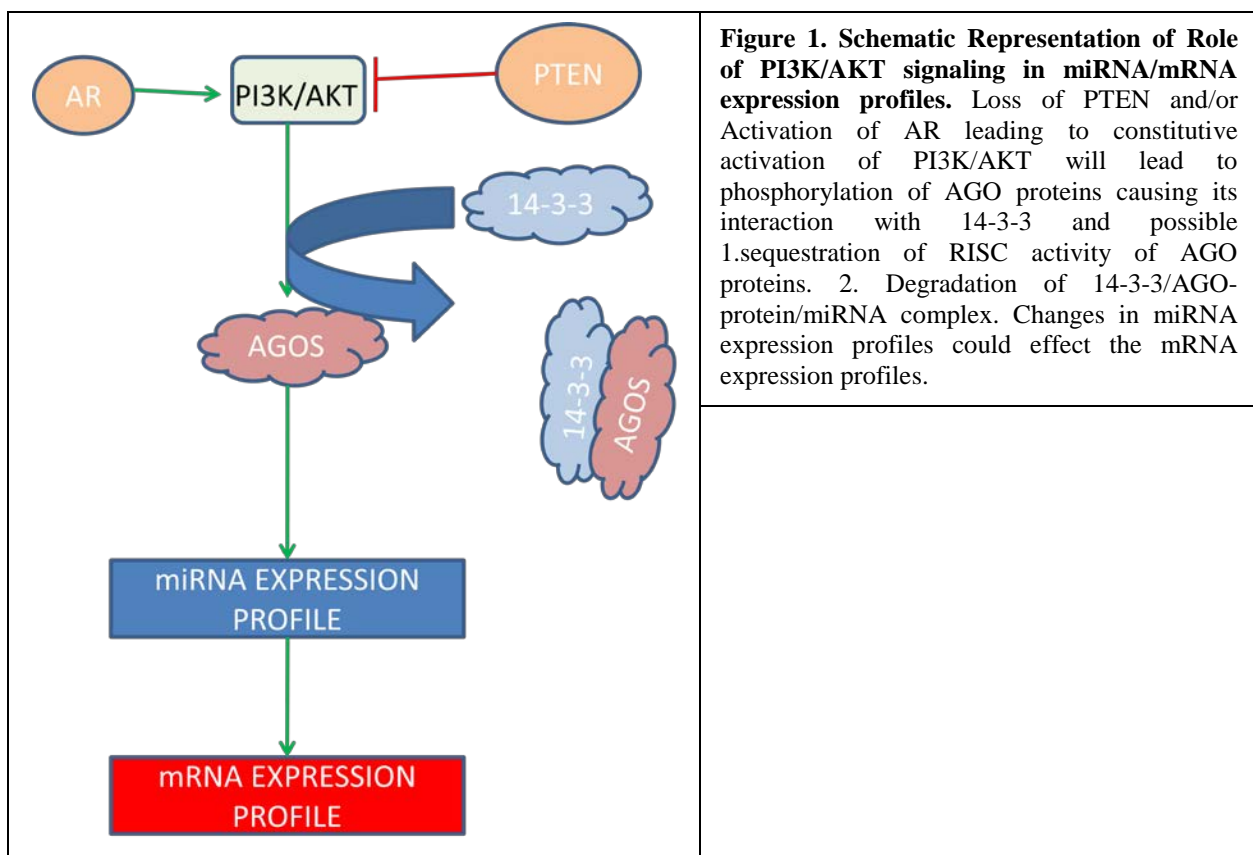 AR
PI3K/AKT
PTEN
14-3-3
AGOS
14-3-3
AGOS
miRNA EXPRESSION
PROFILE
mRNA EXPRESSION
PROFILE
Figure 1. Schematic Representation of Role
of PI3K/AKT signaling in miRNA/mRNA
expression profiles. Loss of PTEN and/or
Activation of AR leading to constitutive
activation of PI3K/AKT will lead to
phosphorylation of AGO proteins causing its
interaction with 14-3-3 and possible
1.sequestration of RISC activity of AGO
proteins. 2. Degradation of 14-3-3/AGO-
protein/miRNA complex. Changes in miRNA
expression profiles could effect the mRNA
expression profiles.